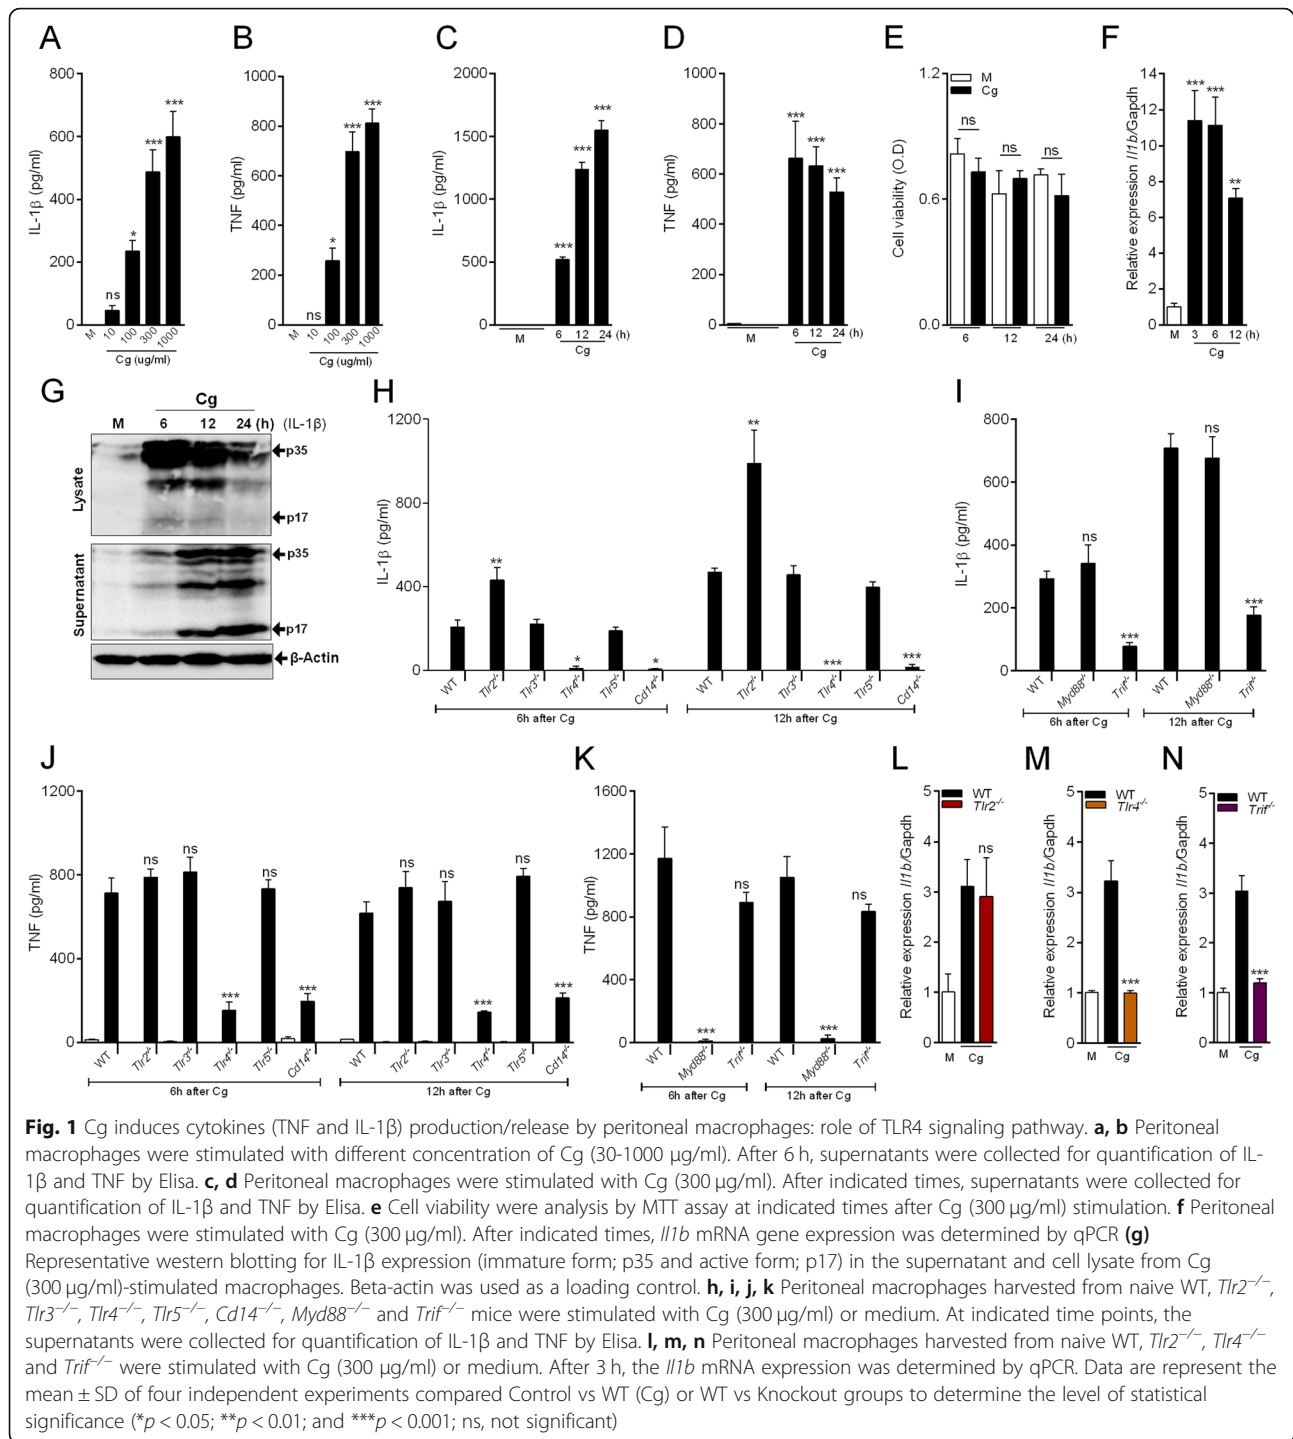 A
B
C
D
E
F
800
600
400
200
0
IL-1β (pg/ml)
ns
*
***
***
M
10
100
300
1000
Cg (ug/ml)
1000
800
600
400
200
0
TNF (pg/ml)
ns
*
***
***
M
10
100
300
1000
Cg (ug/ml)
2000
1500
1000
500
0
IL-1β (pg/ml)
***
***
***
6 12 24 (h)
M
Cg
1000
800
600
400
200
0
TNF (pg/ml)
***
***
***
6 12 24 (h)
M
Cg
1.2
0.6
0.0
Cell viability (O.D)
M
Cg
ns
ns
ns
6 12 24 (h)
14
12
10
8
6
4
2
1
0
Relative expression Il1b/Gapdh
***
***
**
M 3 6 12 (h)
Cg
G
Cg
M 6 12 24 (h) (IL-1β)
Lysate
p35
p17
Supernatant
p35
p17
β-Actin
H
1200
800
400
0
IL-1β (pg/ml)
**
*
*
**
***
***
WT
Tlr2-/-
Tlr3-/-
Tlr4-/-
Tlr5-/-
Cd14-/-
WT
Tlr2-/-
Tlr3-/-
Tlr4-/-
Tlr5-/-
Cd14-/-
6h after Cg
12h after Cg
I
800
600
400
200
0
IL-1β (pg/ml)
ns
***
ns
***
WT
Myd88-/-
Trif-/-
WT
Myd88-/-
Trif-/-
6h after Cg
12h after Cg
J
1200
800
400
0
TNF (pg/ml)
ns
ns
***
ns
***
ns
ns
***
ns
***
WT
Tlr2-/-
Tlr3-/-
Tlr4-/-
Tlr5-/-
Cd14-/-
WT
Tlr2-/-
Tlr3-/-
Tlr4-/-
Tlr5-/-
Cd14-/-
6h after Cg
12h after Cg
K
1600
1200
800
400
0
TNF (pg/ml)
***
ns
***
ns
WT
Myd88-/-
Trif-/-
WT
Myd88-/-
Trif-/-
6h after Cg
12h after Cg
L
WT
Tlr2-/-
5
4
3
2
1
0
Relative expression Il1b/Gapdh
ns
M Cg
M
WT
Tlr4-/-
5
4
3
2
1
0
Relative expression Il1b/Gapdh
***
M Cg
N
WT
Trif-/-
5
4
3
2
1
0
Relative expression Il1b/Gapdh
***
M Cg
Fig. 1 Cg induces cytokines (TNF and IL-1β) production/release by peritoneal macrophages: role of TLR4 signaling pathway. a, b Peritoneal
macrophages were stimulated with different concentration of Cg (30-1000 μg/ml). After 6 h, supernatants were collected for quantification of IL-
1β and TNF by Elisa. c, d Peritoneal macrophages were stimulated with Cg (300 μg/ml). After indicated times, supernatants were collected for
quantification of IL-1β and TNF by Elisa. e Cell viability were analysis by MTT assay at indicated times after Cg (300 μg/ml) stimulation. f Peritoneal
macrophages were stimulated with Cg (300 μg/ml). After indicated times, Il1b mRNA gene expression was determined by qPCR (g)
Representative western blotting for IL-1β expression (immature form; p35 and active form; p17) in the supernatant and cell lysate from Cg
(300 μg/ml)-stimulated macrophages. Beta-actin was used as a loading control. h, i, j, k Peritoneal macrophages harvested from naive WT, Tlr2−/−,
Tlr3−/−, Tlr4−/−, Tlr5−/−, Cd14−/−, Myd88−/− and Trif−/− mice were stimulated with Cg (300 μg/ml) or medium. At indicated time points, the
supernatants were collected for quantification of IL-1β and TNF by Elisa. l, m, n Peritoneal macrophages harvested from naive WT, Tlr2−/−, Tlr4−/−
and Trif−/− were stimulated with Cg (300 μg/ml) or medium. After 3 h, the Il1b mRNA expression was determined by qPCR. Data are represent the
mean ± SD of four independent experiments compared Control vs WT (Cg) or WT vs Knockout groups to determine the level of statistical
significance (*p < 0.05; **p < 0.01; and ***p < 0.001; ns, not significant)